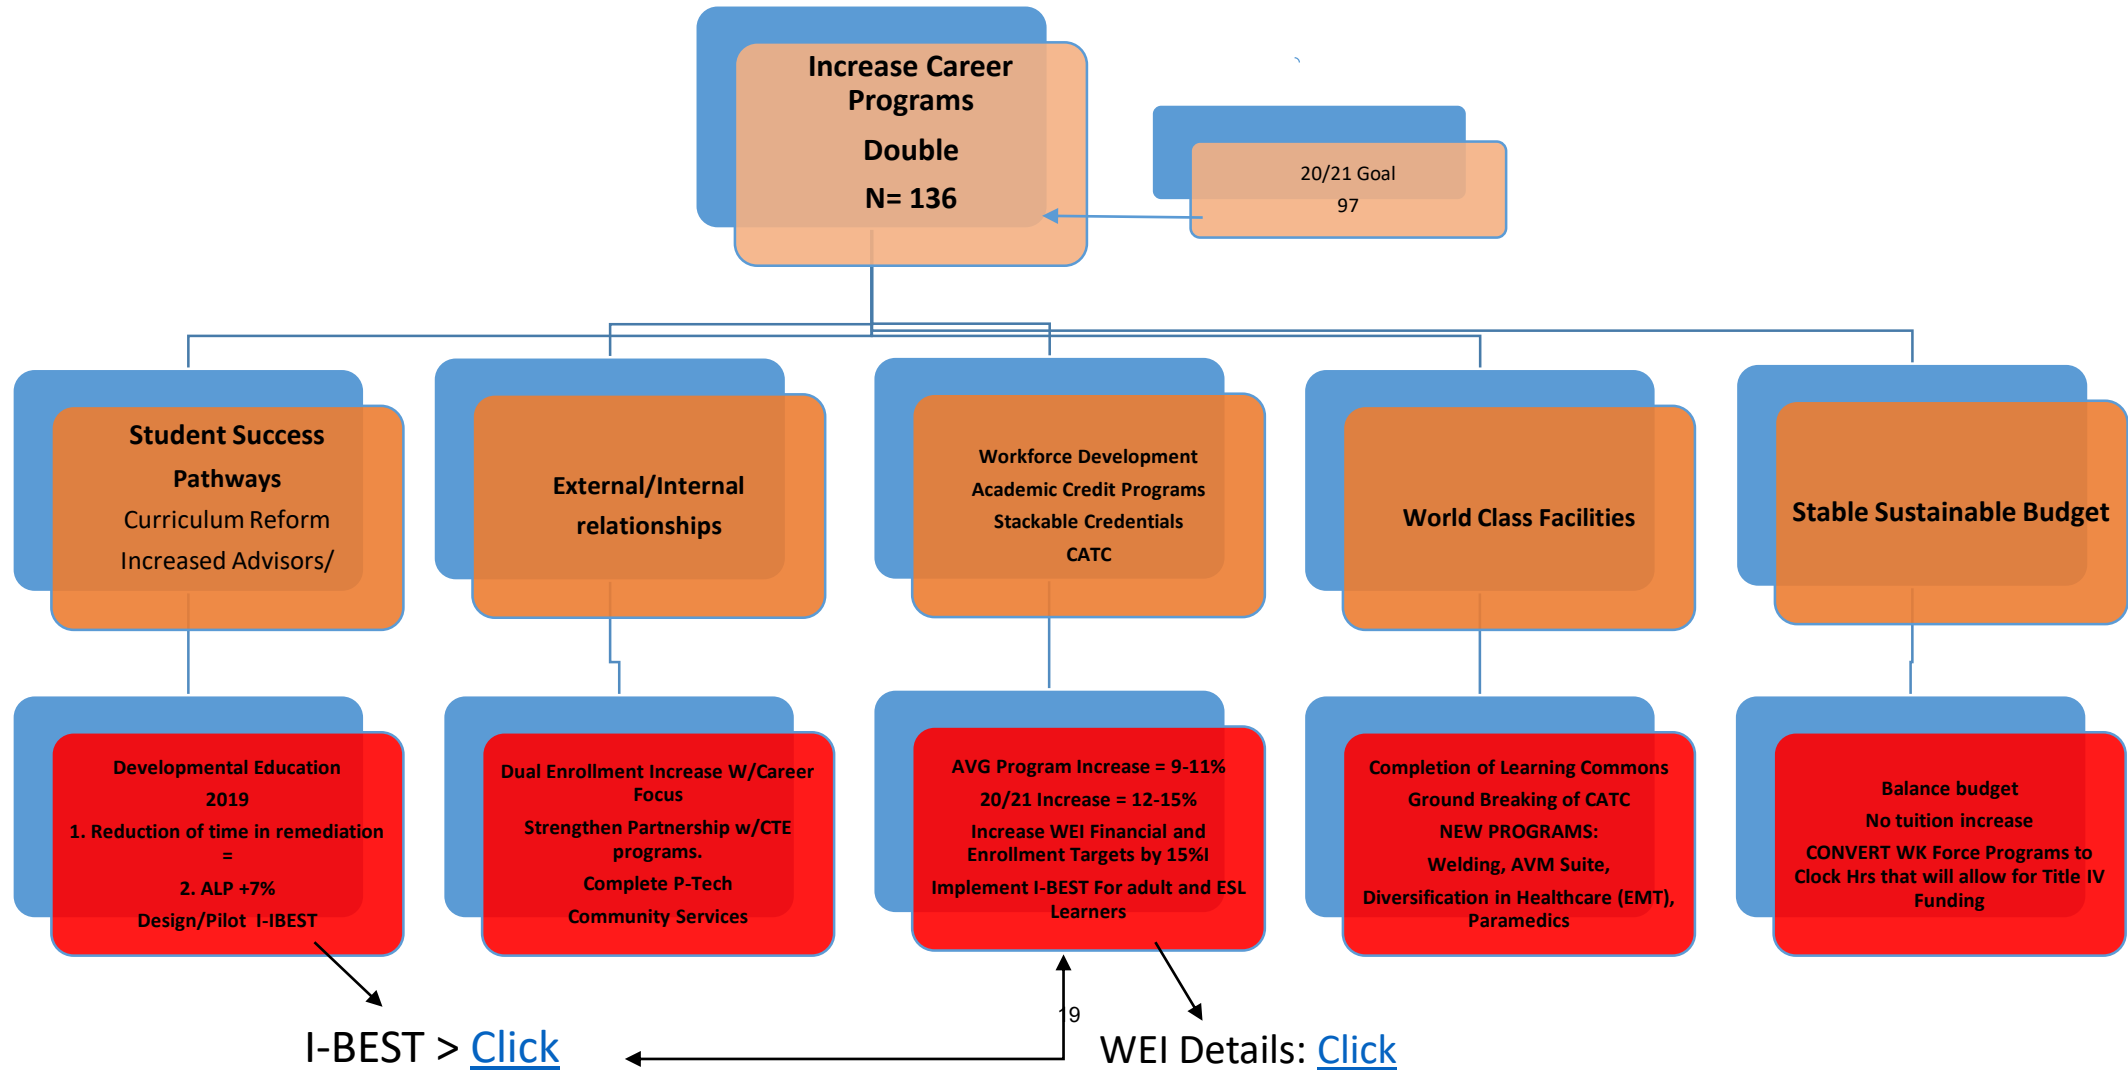 Increase Career
Programs
Double
N= 136
20/21 Goal
97
Student Success
Pathways
Curriculum Reform
Increased Advisors/
External/Internal
relationships
Workforce Development
Academic Credit Programs
Stackable Credentials
CATC
World Class Facilities
Stable Sustainable Budget
Developmental Education
2019
1. Reduction of time in remediation
=
2. ALP +7%
Design/Pilot I-IBEST
Dual Enrollment Increase W/Career
Focus
Strengthen Partnership w/CTE
programs.
Complete P-Tech
Community Services
AVG Program Increase = 9-11%
20/21 Increase = 12-15%
Increase WEI Financial and
Enrollment Targets by 15%I
Implement I-BEST For adult and ESL
Learners
Completion of Learning Commons
Ground Breaking of CATC
NEW PROGRAMS:
Welding, AVM Suite,
Diversification in Healthcare (EMT),
Paramedics
Balance budget
No tuition increase
CONVERT WK Force Programs to
Clock Hrs that will allow for Title IV
Funding
19
I-BEST > Click
WEI Details: Click